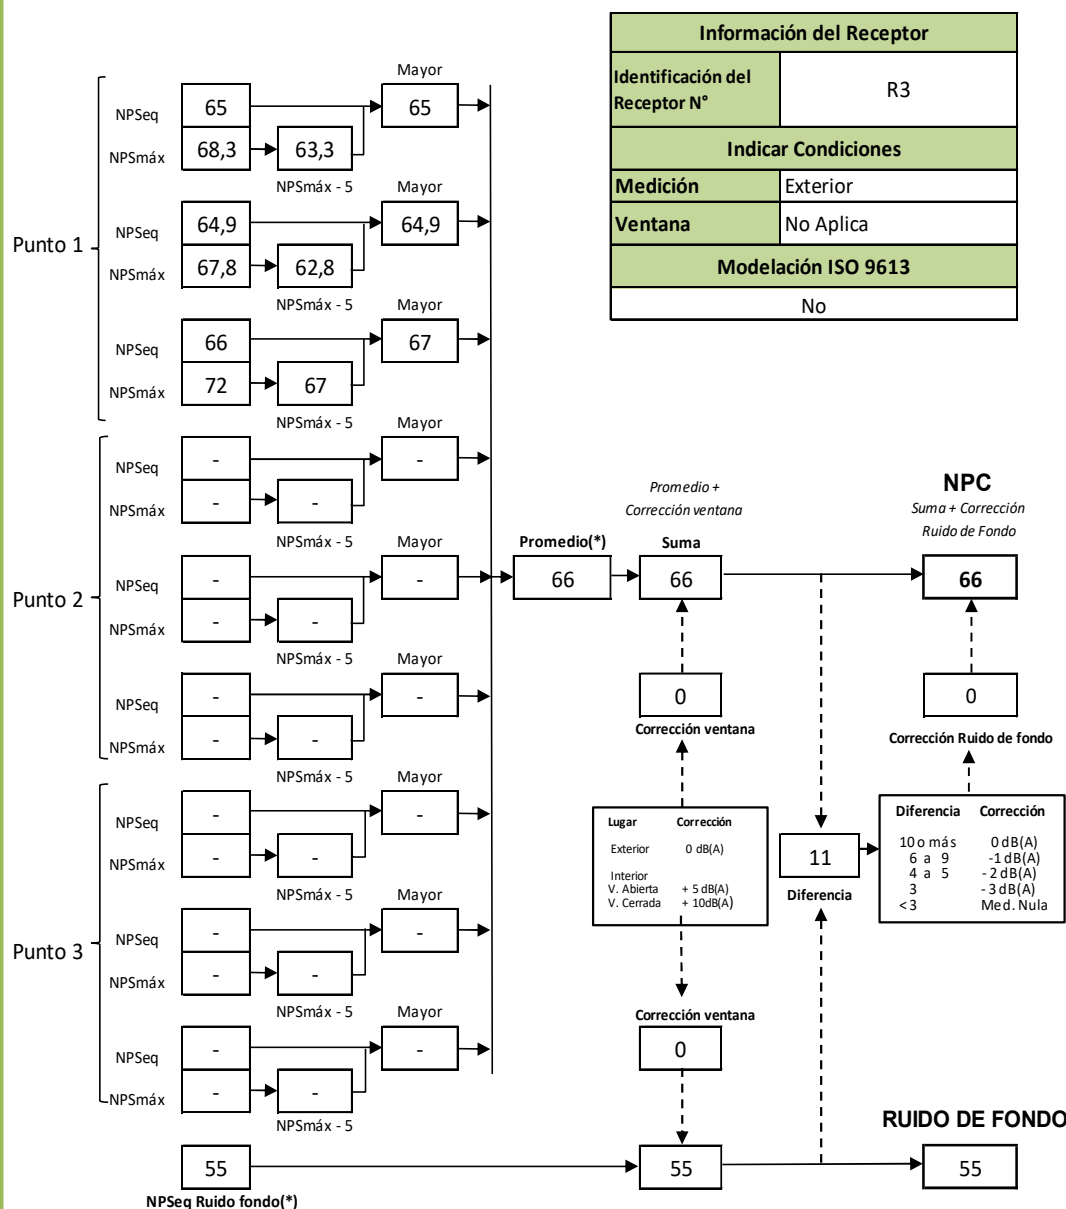 Información del Receptor
Identificación del
Receptor N°
R3
Indicar Condiciones
Medición Exterior
Ventana No Aplica
Modelación ISO 9613
No
Punto 1
Mayor
NPSeq 65 65
NPSmáx 68,3 63,3
NPSmáx - 5 Mayor
NPSeq 64,9 64,9
NPSmáx 67,8 62,8
NPSmáx - 5 Mayor
NPSeq 66 67
NPSmáx 72 67
NPSmáx - 5 Mayor
Punto 2
NPSeq - -
NPSmáx - -
NPSmáx - 5 Mayor
NPSeq - -
NPSmáx - -
NPSmáx - 5 Mayor
NPSeq - -
NPSmáx - -
NPSmáx - 5 Mayor
Punto 3
NPSeq - -
NPSmáx - -
NPSmáx - 5 Mayor
NPSeq - -
NPSmáx - -
NPSmáx - 5 Mayor
NPSeq - -
NPSmáx - -
NPSmáx - 5
Promedio(*)
66
Promedio +
Corrección ventana
Suma
66
0
Corrección ventana
Lugar Corrección
Exterior 0 dB(A)
Interior
V. Abierta + 5 dB(A)
V. Cerrada + 10dB(A)
Corrección ventana
0
NPC
Suma + Corrección
Ruido de Fondo
66
0
Corrección Ruido de fondo
Diferencia Corrección
10 o más 0 dB(A)
6 a 9 -1 dB(A)
4 a 5 - 2 dB(A)
3 - 3 dB(A)
< 3 Med. Nula
11
Diferencia
RUIDO DE FONDO
55 55 55
NPSeq Ruido fondo(*)